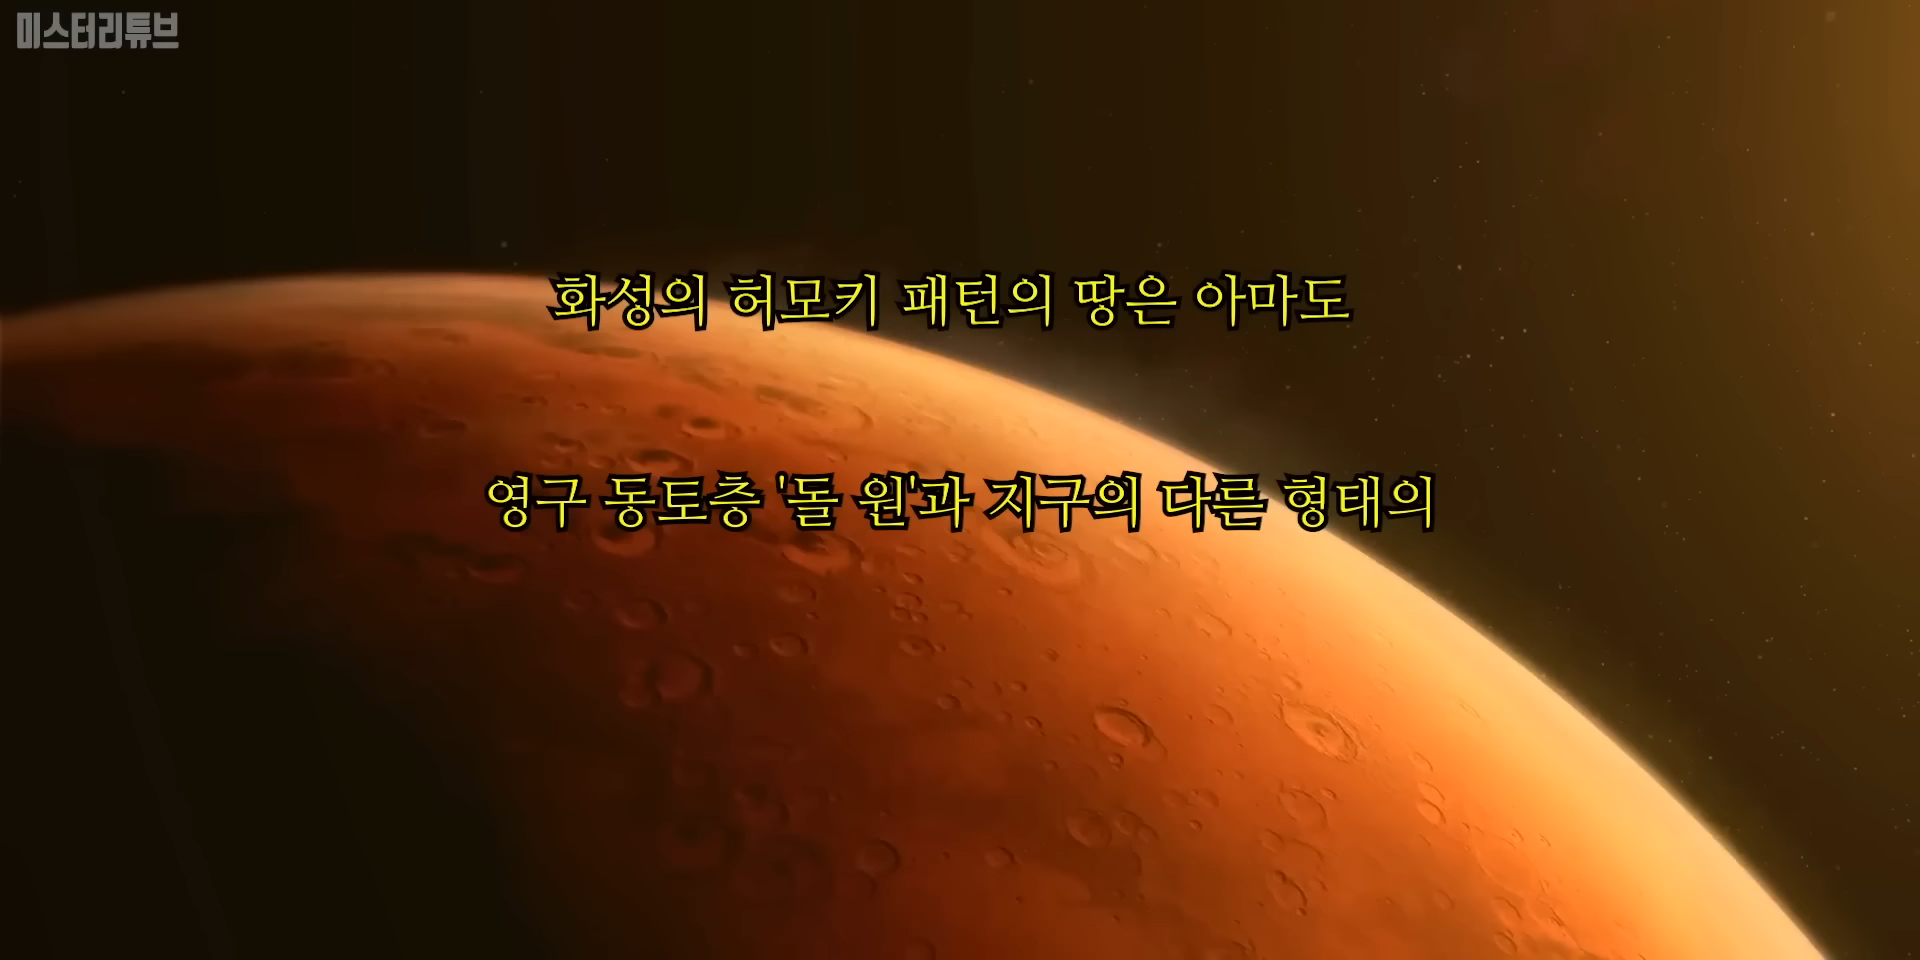 미스터리튜브
화성의 허모키 패턴의 땅은 아마도
영구 동토층 '돌 원'과 지구의 다른 형태의